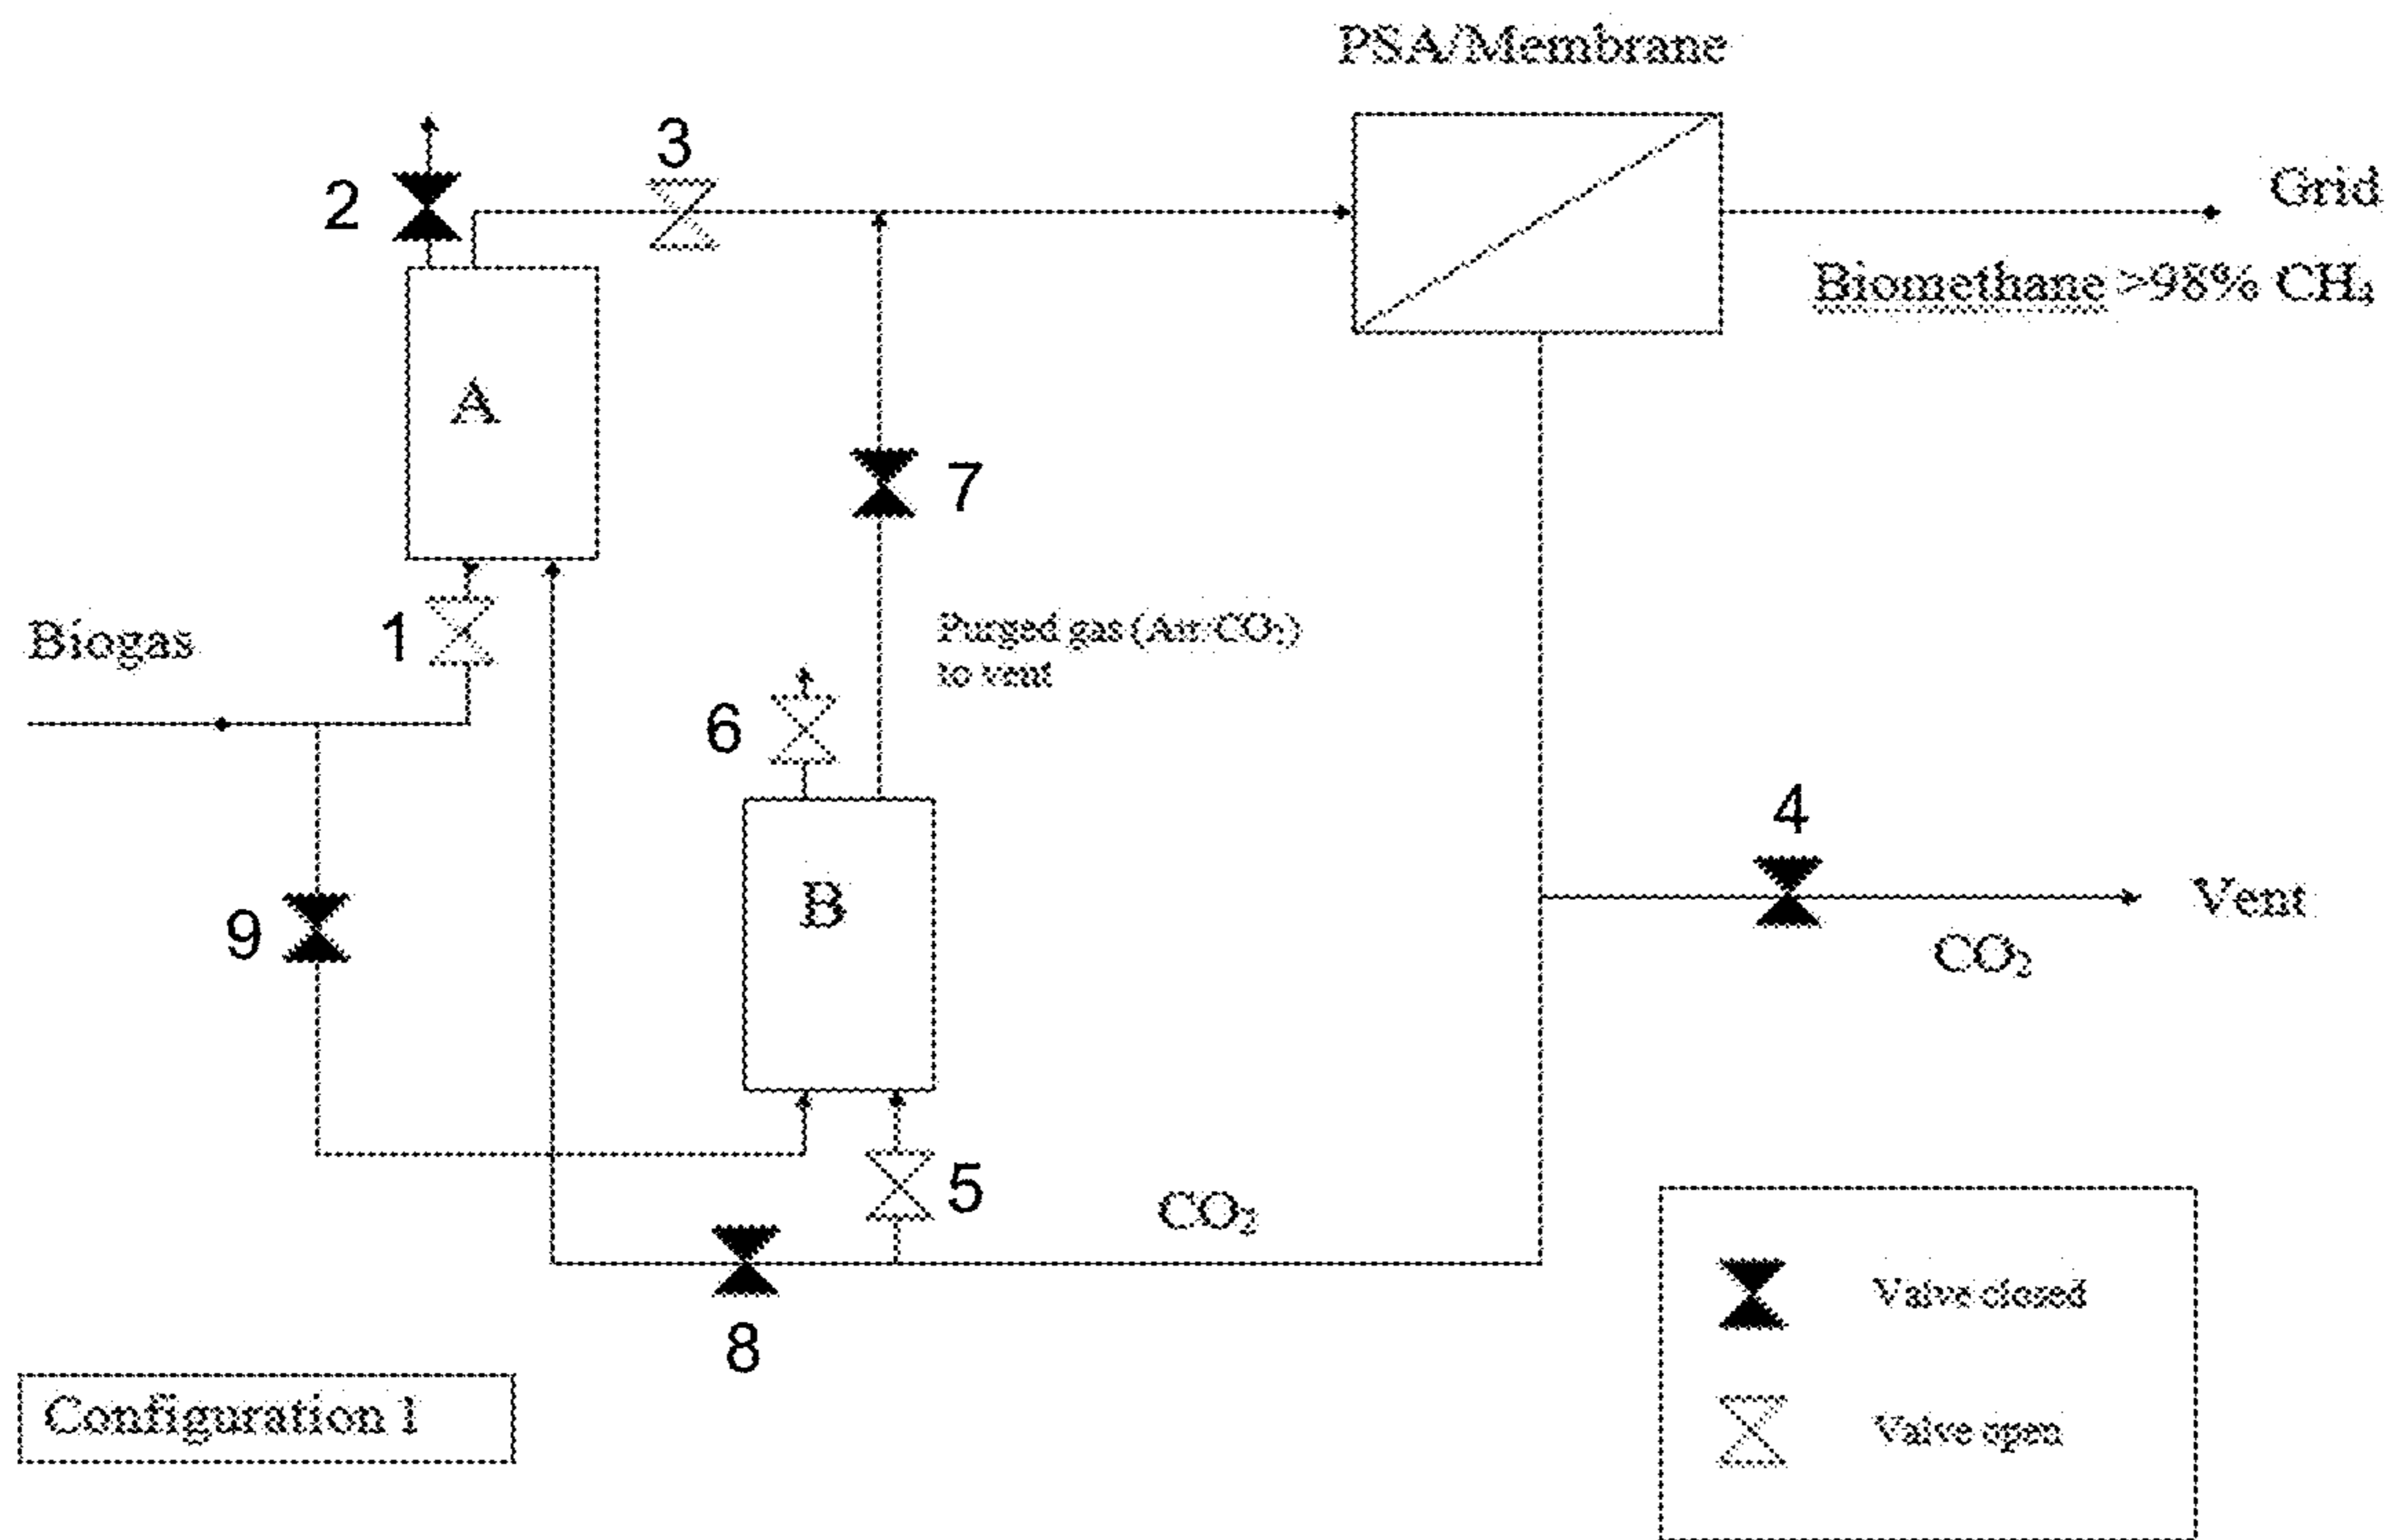 PSA/Membrane
2
3
Grid
Biomethane >98% CH₄
A
7
1
Biogas
Purged gas (Air/CO₂)
to vent
6
4
B
Vent
9
CO₂
5
CO₂
8
Valve closed
Configuration 1
Valve open